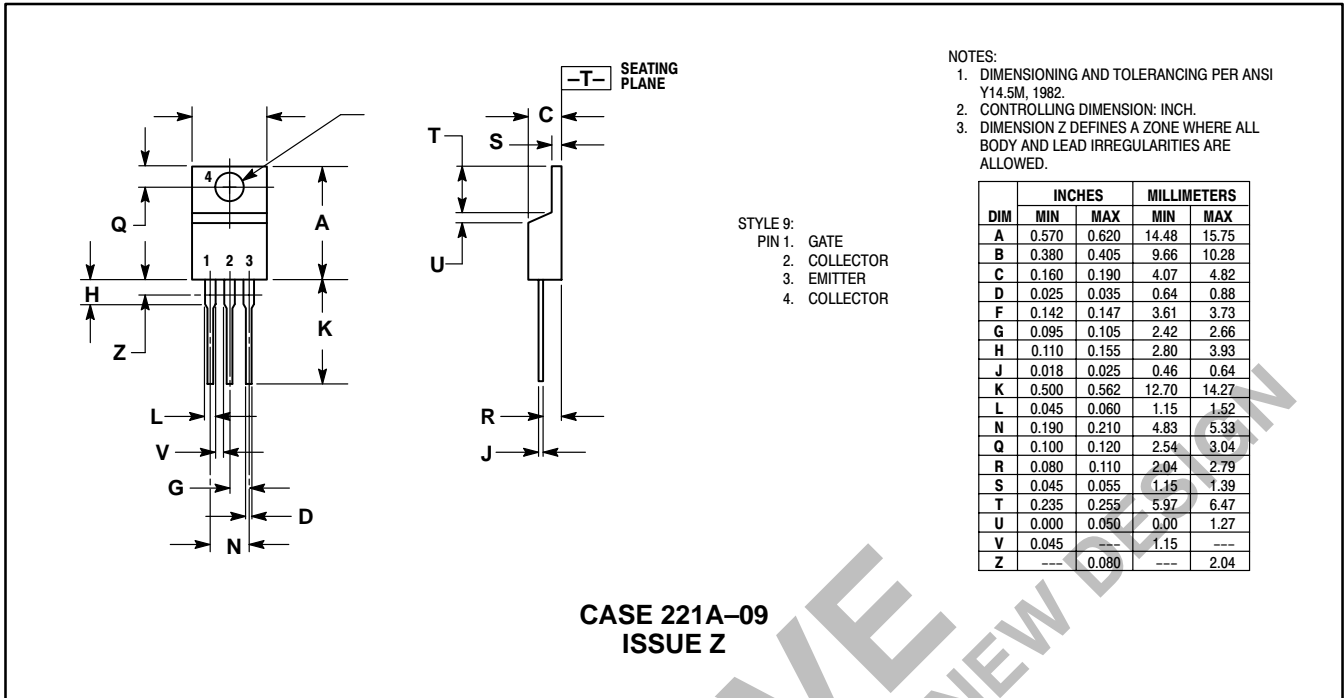 –T–
SEATING
PLANE
C
T
S
4
Q
A
U
1 2 3
H
Z
K
L
R
V
J
G
D
N
STYLE 9:
PIN 1. GATE
2. COLLECTOR
3. EMITTER
4. COLLECTOR
NOTES:
1. DIMENSIONING AND TOLERANCING PER ANSI
Y14.5M, 1982.
2. CONTROLLING DIMENSION: INCH.
3. DIMENSION Z DEFINES A ZONE WHERE ALL
BODY AND LEAD IRREGULARITIES ARE
ALLOWED.
INCHES MILLIMETERS
DIM MIN MAX MIN MAX
A 0.570 0.620 14.48 15.75
B 0.380 0.405 9.66 10.28
C 0.160 0.190 4.07 4.82
D 0.025 0.035 0.64 0.88
F 0.142 0.147 3.61 3.73
G 0.095 0.105 2.42 2.66
H 0.110 0.155 2.80 3.93
J 0.018 0.025 0.46 0.64
K 0.500 0.562 12.70 14.27
L 0.045 0.060 1.15 1.52
N 0.190 0.210 4.83 5.33
Q 0.100 0.120 2.54 3.04
R 0.080 0.110 2.04 2.79
S 0.045 0.055 1.15 1.39
T 0.235 0.255 5.97 6.47
U 0.000 0.050 0.00 1.27
V 0.045 --- 1.15 ---
Z --- 0.080 --- 2.04
CASE 221A–09
ISSUE Z
VE
NEW DESIGN